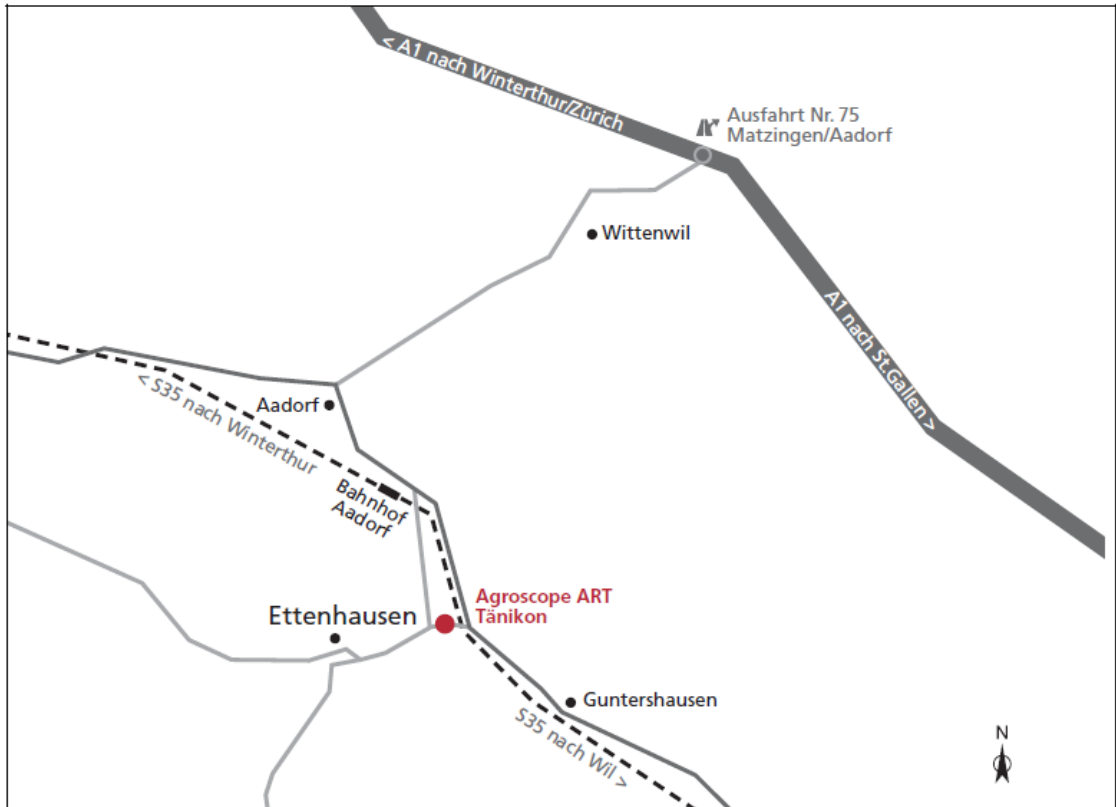 < A1 nach Winterthur/Zürich
Ausfahrt Nr. 75
Matzingen/Aadorf
Wittenwil
A1 nach St.Gallen >
< S35 nach Winterthur
Aadorf
Bahnhof
Aadorf
Agroscope ART
Tänikon
Ettenhausen
Guntershausen
S35 nach Wil >
N